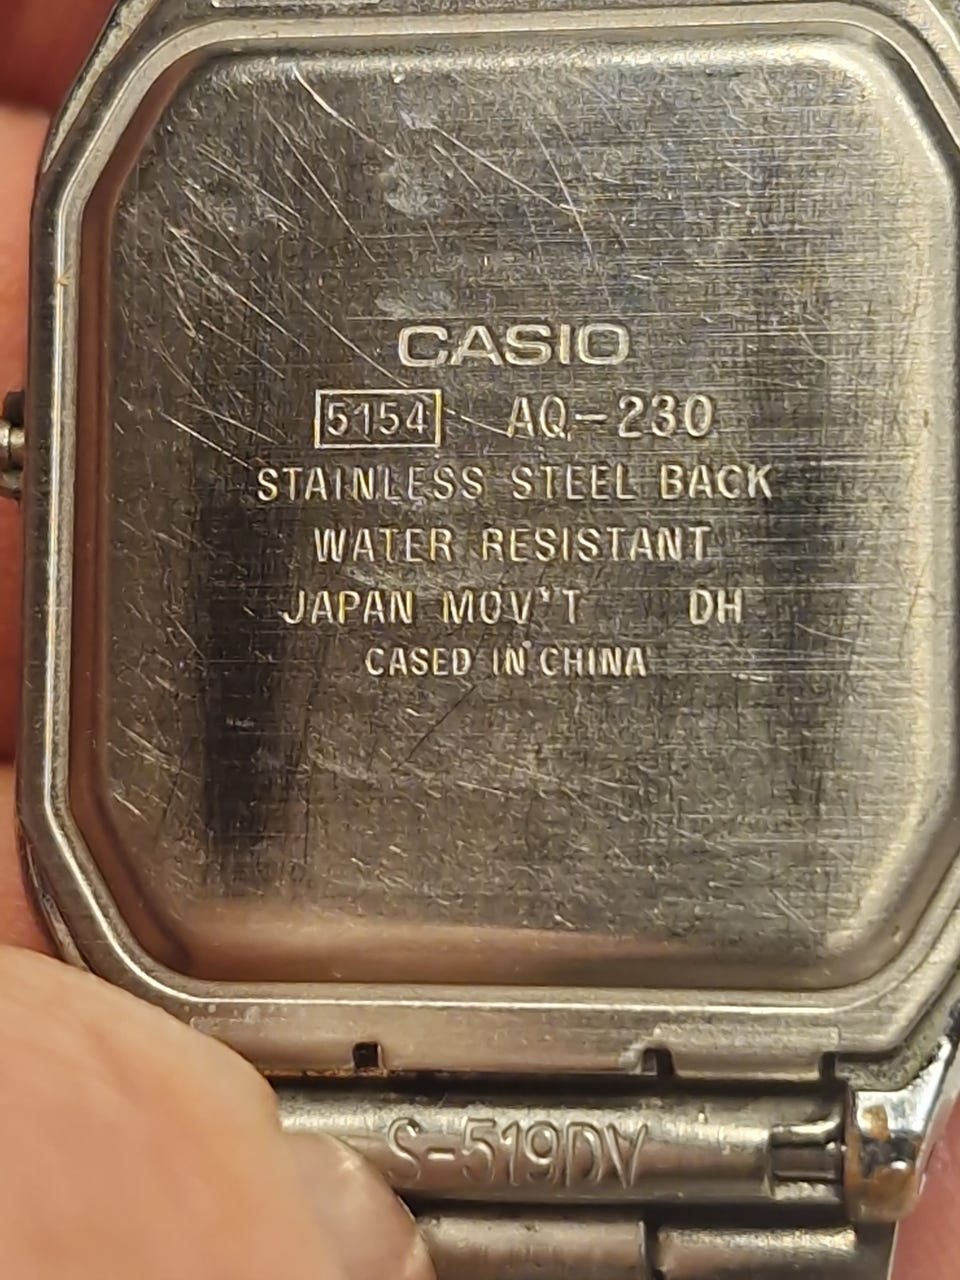 CASIO
5154 AQ-230
STAINLESS STEEL BACK
WATER RESISTANT
JAPAN MOV'T DH
CASED IN CHINA
S-519DV